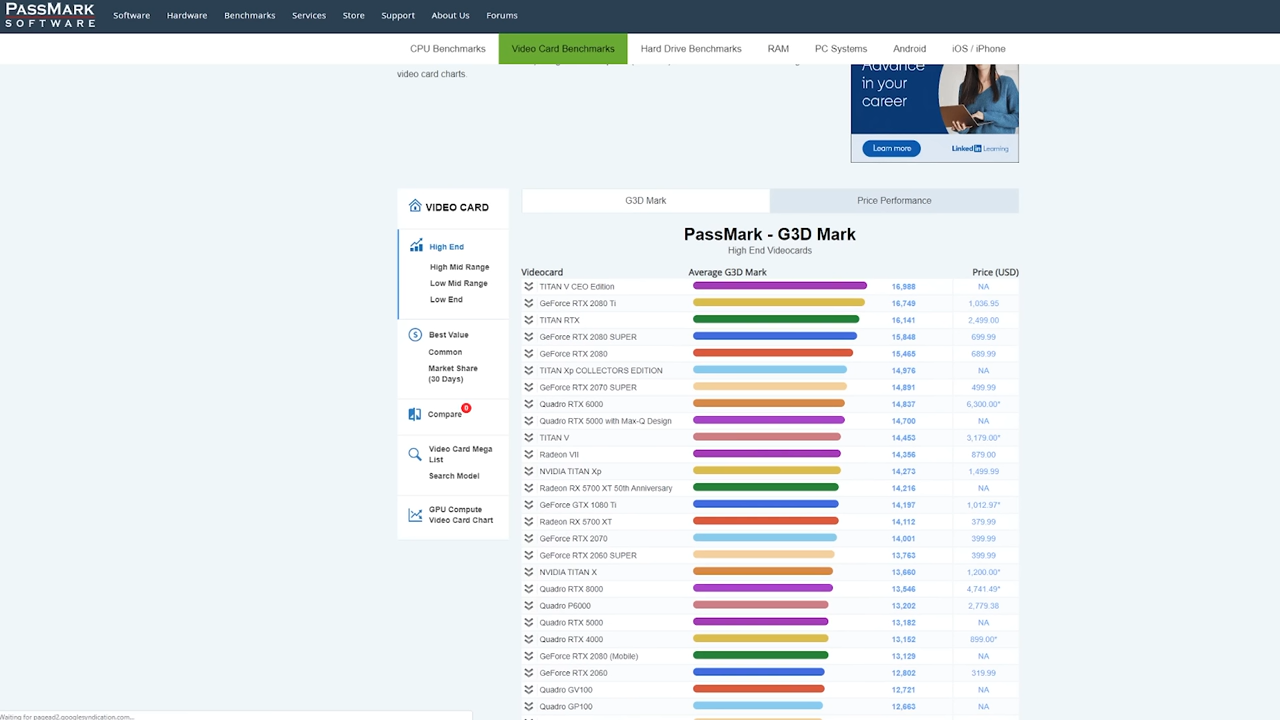 PASSMARK
SOFTWARE
Software Hardware Benchmarks Services Store Support About Us Forums
CPU Benchmarks Video Card Benchmarks Hard Drive Benchmarks RAM PC Systems Android iOS / iPhone
video card charts.
Advance
in your
career
Learn more
LinkedIn Learning
VIDEO CARD
High End
High Mid Range
Low Mid Range
Low End
Best Value
Common
Market Share
(30 Days)
Compare 0
Video Card Mega
List
Search Model
GPU Compute
Video Card Chart
G3D Mark Price Performance
PassMark - G3D Mark
High End Videocards
Videocard Average G3D Mark Price (USD)
TITAN V CEO Edition 16,988 NA
GeForce RTX 2080 Ti 16,749 1,036.95
TITAN RTX 16,141 2,499.00
GeForce RTX 2080 SUPER 15,848 699.99
GeForce RTX 2080 15,465 689.99
TITAN Xp COLLECTORS EDITION 14,976 NA
GeForce RTX 2070 SUPER 14,891 499.99
Quadro RTX 6000 14,837 6,300.00*
Quadro RTX 5000 with Max-Q Design 14,700 NA
TITAN V 14,453 3,179.00*
Radeon VII 14,356 879.00
NVIDIA TITAN Xp 14,273 1,499.99
Radeon RX 5700 XT 50th Anniversary 14,216 NA
GeForce GTX 1080 Ti 14,197 1,012.97*
Radeon RX 5700 XT 14,112 379.99
GeForce RTX 2070 14,001 399.99
GeForce RTX 2060 SUPER 13,763 399.99
NVIDIA TITAN X 13,660 1,200.00*
Quadro RTX 8000 13,546 4,741.49*
Quadro P6000 13,202 2,779.38
Quadro RTX 5000 13,182 NA
Quadro RTX 4000 13,152 899.00*
GeForce RTX 2080 (Mobile) 13,129 NA
GeForce RTX 2060 12,802 319.99
Quadro GV100 12,721 NA
Quadro GP100 12,663 NA
Waiting for pagead2.googlesyndication.com...